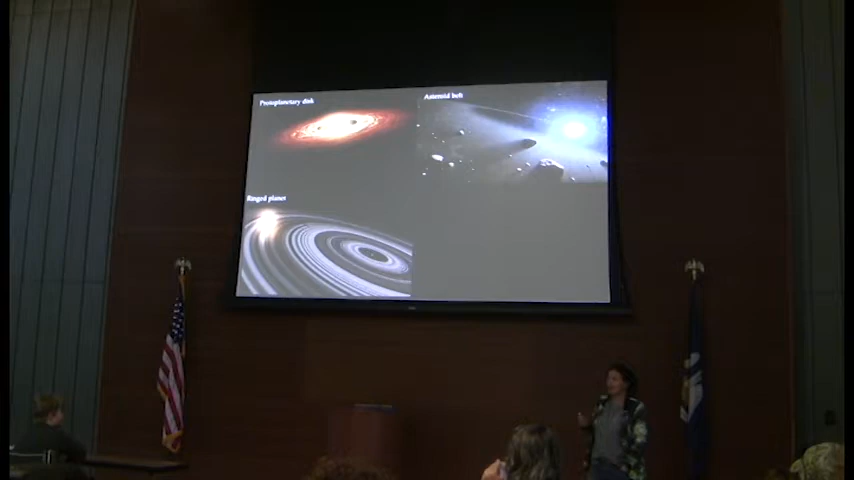 Protoplanetary disk
Asteroid belt
Ringed planet